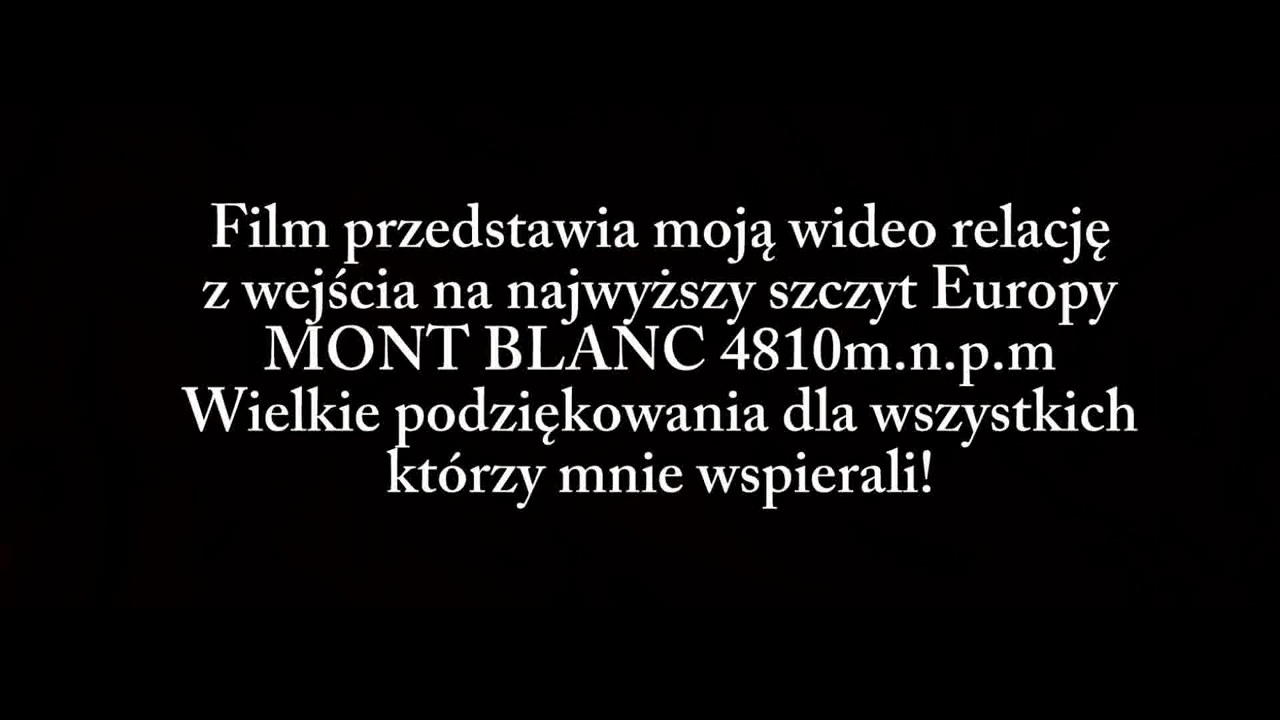 Film przedstawia moją wideo relację
z wejścia na najwyższy szczyt Europy
MONT BLANC 4810m.n.p.m
Wielkie podziękowania dla wszystkich
którzy mnie wspierali!